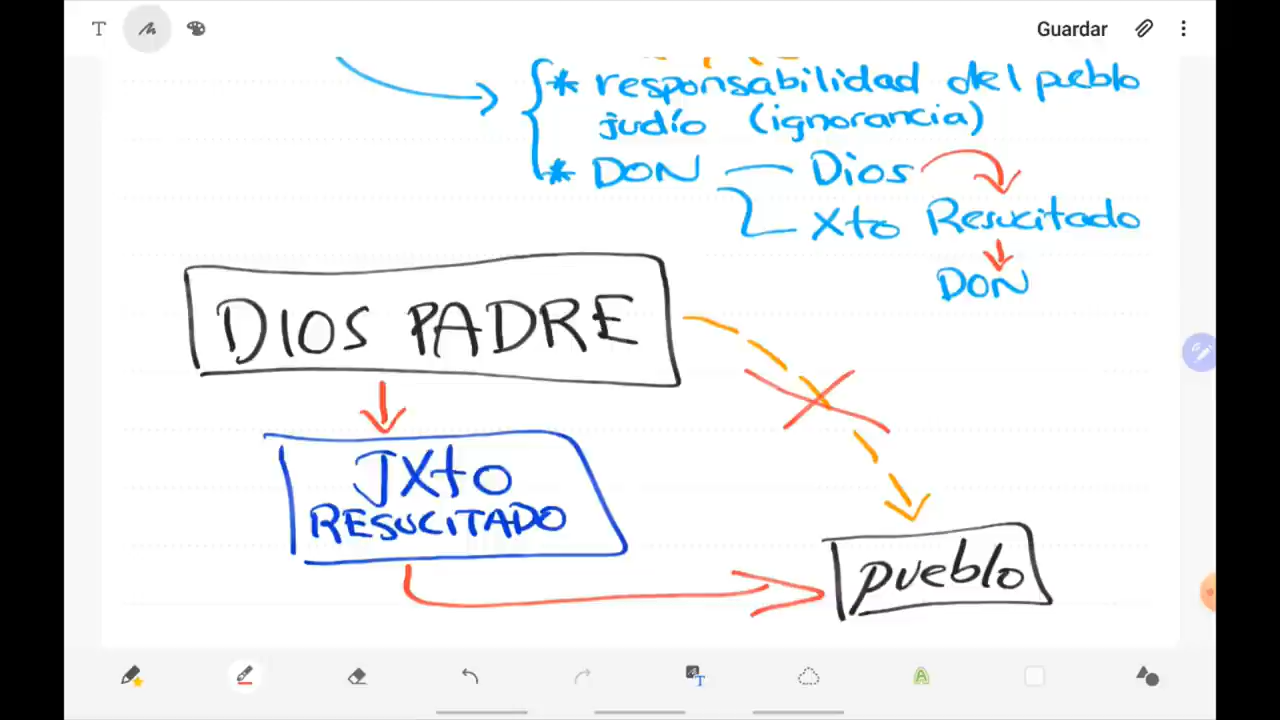 Guardar
* responsabilidad del pueblo
judío (ignorancia)
* DON — Dios
Xto Resucitado
DON
DIOS PADRE
JXto
RESUCITADO
pueblo